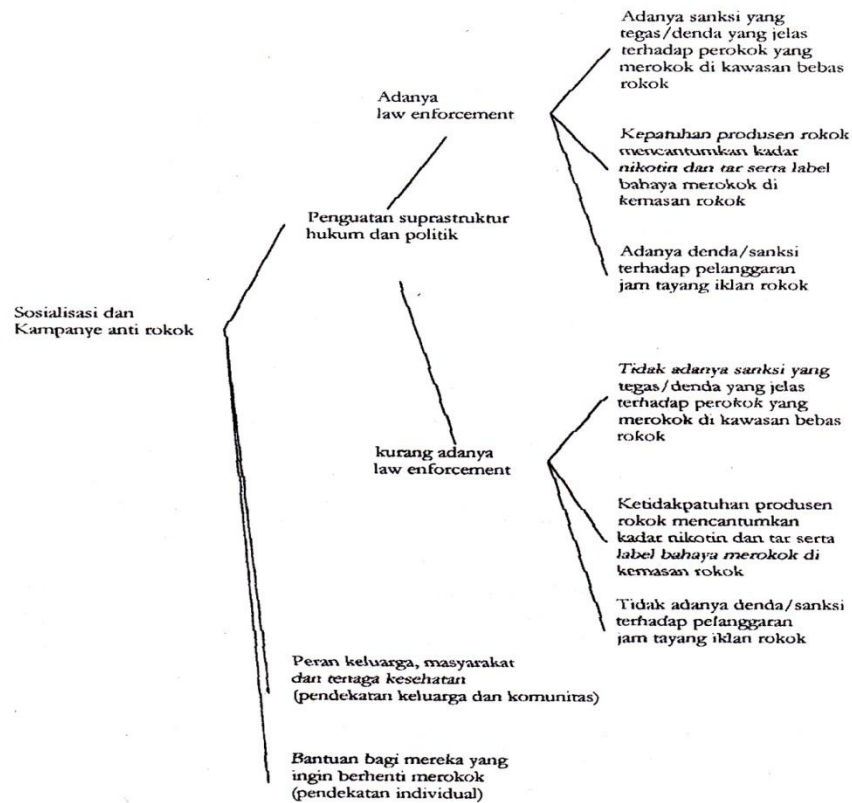 Adanya sanksi yang
tegas/denda yang jelas
terhadap perokok yang
merokok di kawasan bebas
rokok
Adanya
law enforcement
Kepatuhan produsen rokok
mencantumkan kadar
nikotin dan tar serta label
bahaya merokok di
kemasan rokok
Penguatan suprastruktur
hukum dan politik
Adanya denda/sanksi
terhadap pelanggaran
jam tayang iklan rokok
Sosialisasi dan
Kampanye anti rokok
Tidak adanya sanksi yang
tegas/denda yang jelas
terhadap perokok yang
merokok di kawasan bebas
rokok
kurang adanya
law enforcement
Ketidakpatuhan produsen
rokok mencantumkan
kadar nikotin dan tar serta
label bahaya merokok di
kemasan rokok
Tidak adanya denda/sanksi
terhadap pelanggaran
jam tayang iklan rokok
Peran keluarga, masyarakat
dan tenaga kesehatan
(pendekatan keluarga dan komunitas)
Bantuan bagi mereka yang
ingin berhenti merokok
(pendekatan individual)